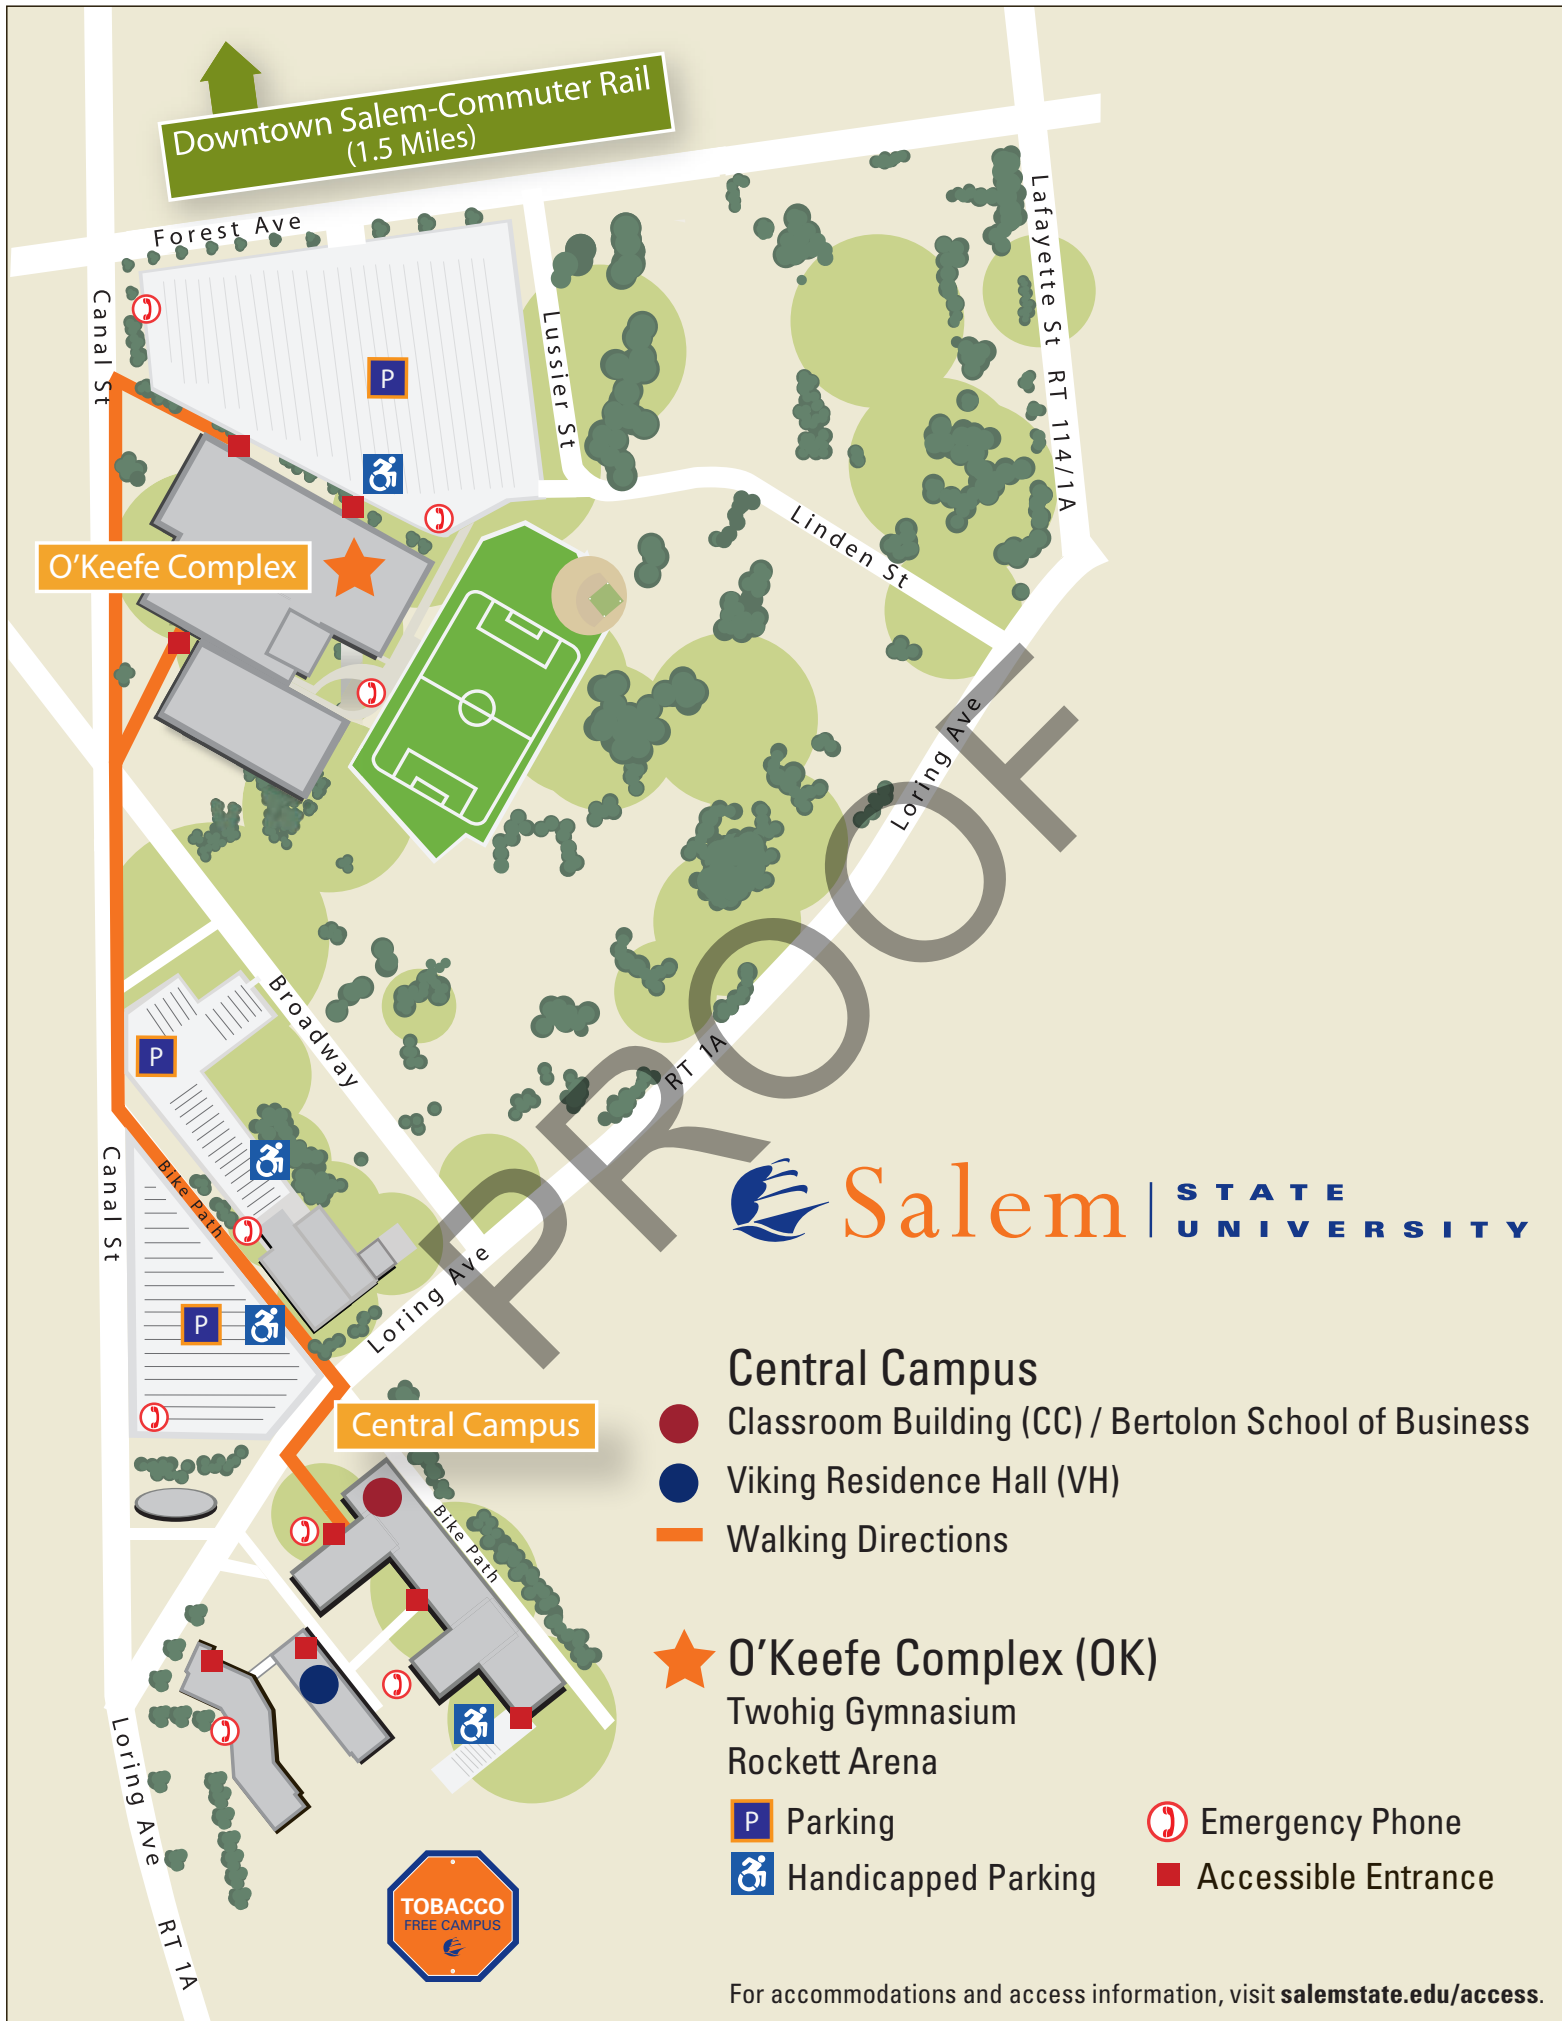 Downtown Salem-Commuter Rail
(1.5 Miles)
Forest Ave
Lafayette St RT 114/1A
Canal St
Lussier St
P
Linden St
O'Keefe Complex
Loring Ave
Broadway
P
RT 1A
Canal St
Bike Path
P
Loring Ave
PROOF
Salem
STATE
UNIVERSITY
Central Campus
Bike Path
Loring Ave RT 1A
TOBACCO
FREE CAMPUS
Central Campus
Classroom Building (CC) / Bertolon School of Business
Viking Residence Hall (VH)
Walking Directions
O'Keefe Complex (OK)
Twohig Gymnasium
Rockett Arena
P Parking
Emergency Phone
Handicapped Parking
Accessible Entrance
For accommodations and access information, visit salemstate.edu/access.